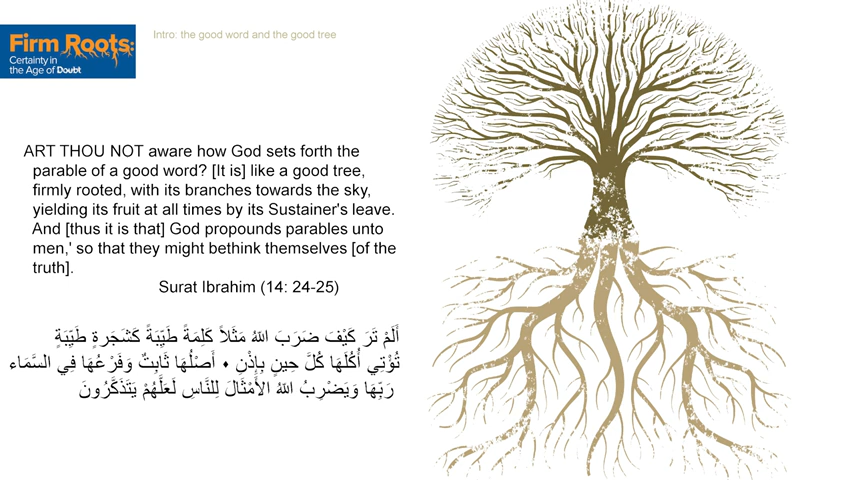 Firm Roots:
Certainty in
the Age of Doubt
Intro: the good word and the good tree
ART THOU NOT aware how God sets forth the
parable of a good word? [It is] like a good tree,
firmly rooted, with its branches towards the sky,
yielding its fruit at all times by its Sustainer's leave.
And [thus it is that] God propounds parables unto
men,' so that they might bethink themselves [of the
truth].
Surat Ibrahim (14: 24-25)
أَلَمْ تَرَ كَيْفَ ضَرَبَ اللهُ مَثَلاً كَلِمَةً طَيِّبَةً كَشَجَرةٍ طَيِّبَةٍ
تُؤْتِي أُكُلَهَا كُلَّ حِينٍ بِإِذْنِ • أَصْلُهَا ثَابِتٌ وَفَرْعُهَا فِي السَّمَاء
رَبِّهَا وَيَضْرِبُ اللهُ الأَمْثَالَ لِلنَّاسِ لَعَلَّهُمْ يَتَذَكَّرُونَ